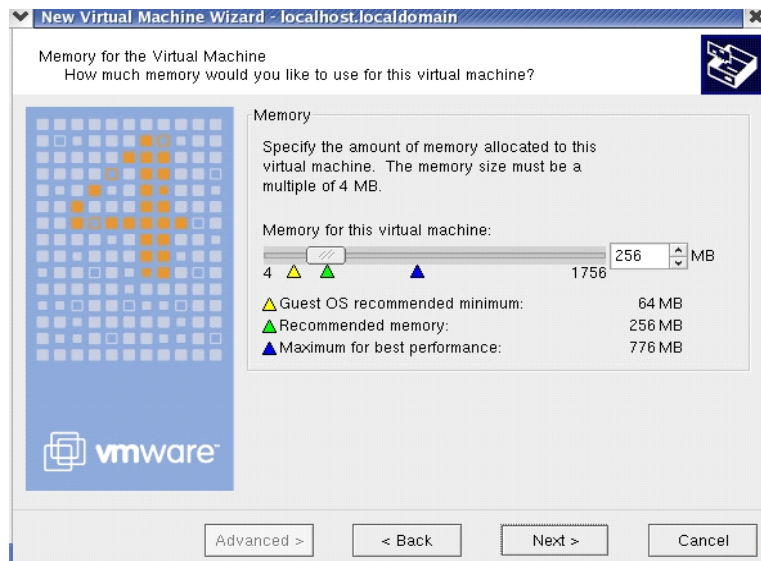 New Virtual Machine Wizard - localhost.localdomain
Memory for the Virtual Machine
How much memory would you like to use for this virtual machine?
Memory
Specify the amount of memory allocated to this
virtual machine. The memory size must be a
multiple of 4 MB.
Memory for this virtual machine:
256 MB
4 1756
Guest OS recommended minimum: 64 MB
Recommended memory: 256 MB
Maximum for best performance: 776 MB
vmware
Advanced > < Back Next > Cancel